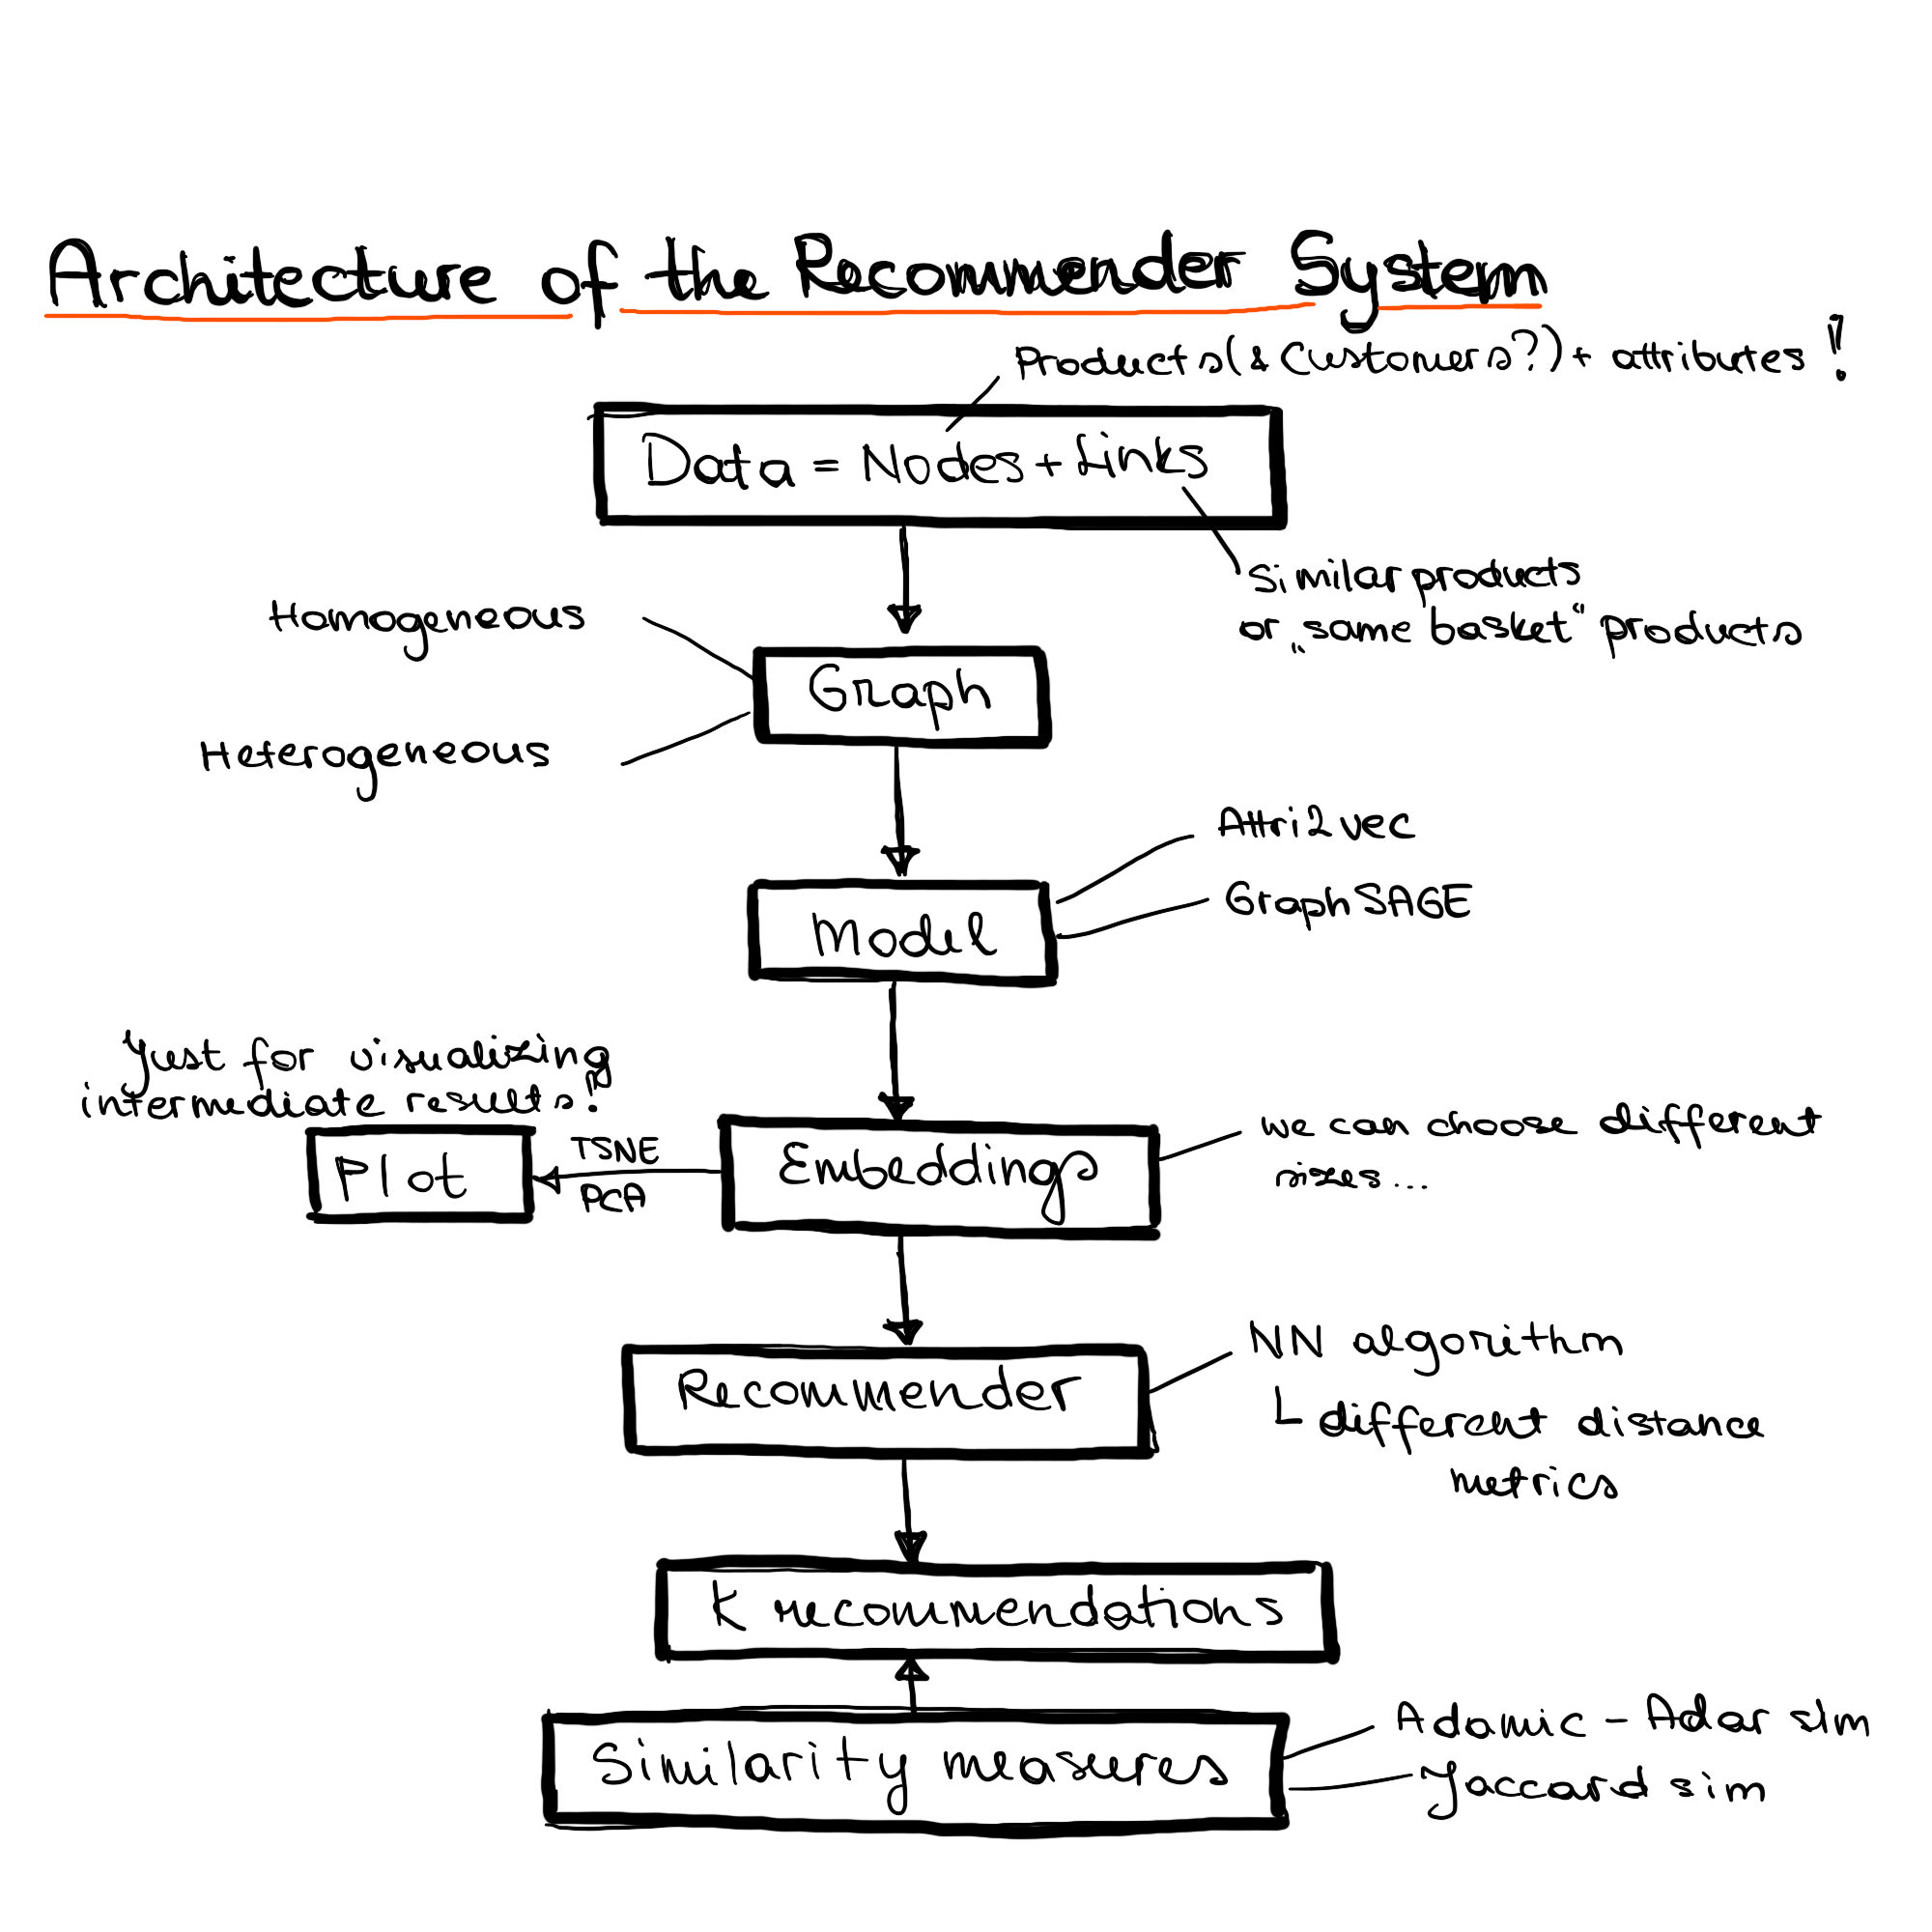 Architecture of the Recommender System
Products (& Customers?) + attributes!
Data = Nodes + Links
Similar products
or „same basket“ products
Homogeneous
Graph
Heterogeneous
Attri2vec
GraphSAGE
Model
Just for visualizing
intermediate results!
Plot
TSNE
PCA
Embeddings
we can choose different
sizes...
Recommender
NN algorithm
different distance
metrics
K recommendations
Similarity measures
Adamic - Adar sim
Jaccard sim